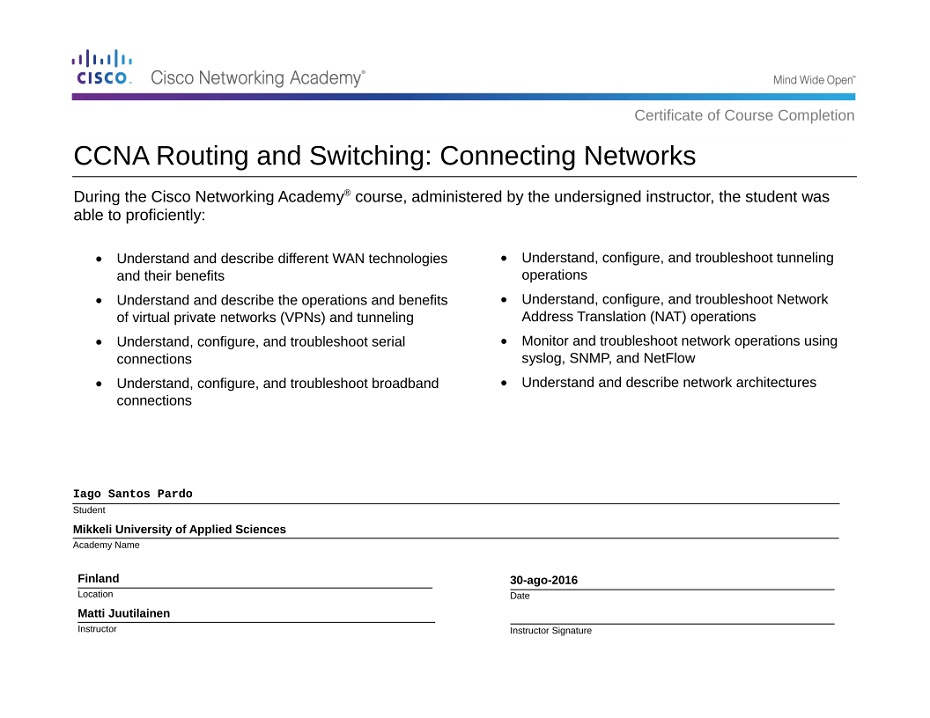 CISCO™ Cisco Networking Academy®
Mind Wide Open™
Certificate of Course Completion
CCNA Routing and Switching: Connecting Networks
During the Cisco Networking Academy® course, administered by the undersigned instructor, the student was
able to proficiently:
• Understand and describe different WAN technologies
and their benefits
• Understand and describe the operations and benefits
of virtual private networks (VPNs) and tunneling
• Understand, configure, and troubleshoot serial
connections
• Understand, configure, and troubleshoot broadband
connections
• Understand, configure, and troubleshoot tunneling
operations
• Understand, configure, and troubleshoot Network
Address Translation (NAT) operations
• Monitor and troubleshoot network operations using
syslog, SNMP, and NetFlow
• Understand and describe network architectures
Iago Santos Pardo
Student
Mikkeli University of Applied Sciences
Academy Name
Finland
Location
30-ago-2016
Date
Matti Juutilainen
Instructor
Instructor Signature